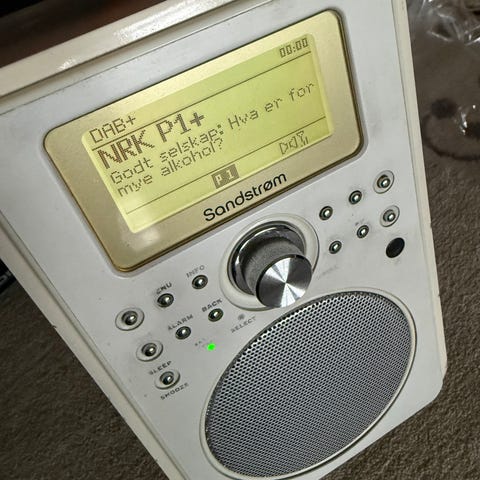 00:00
DAB+
NRK P1+
Godt selskap: Hva er for
mye alkohol?
P1
Sandstrøm
INFO
ENU
BACK
ALARM
SELECT
SLEEP
SNOOZE